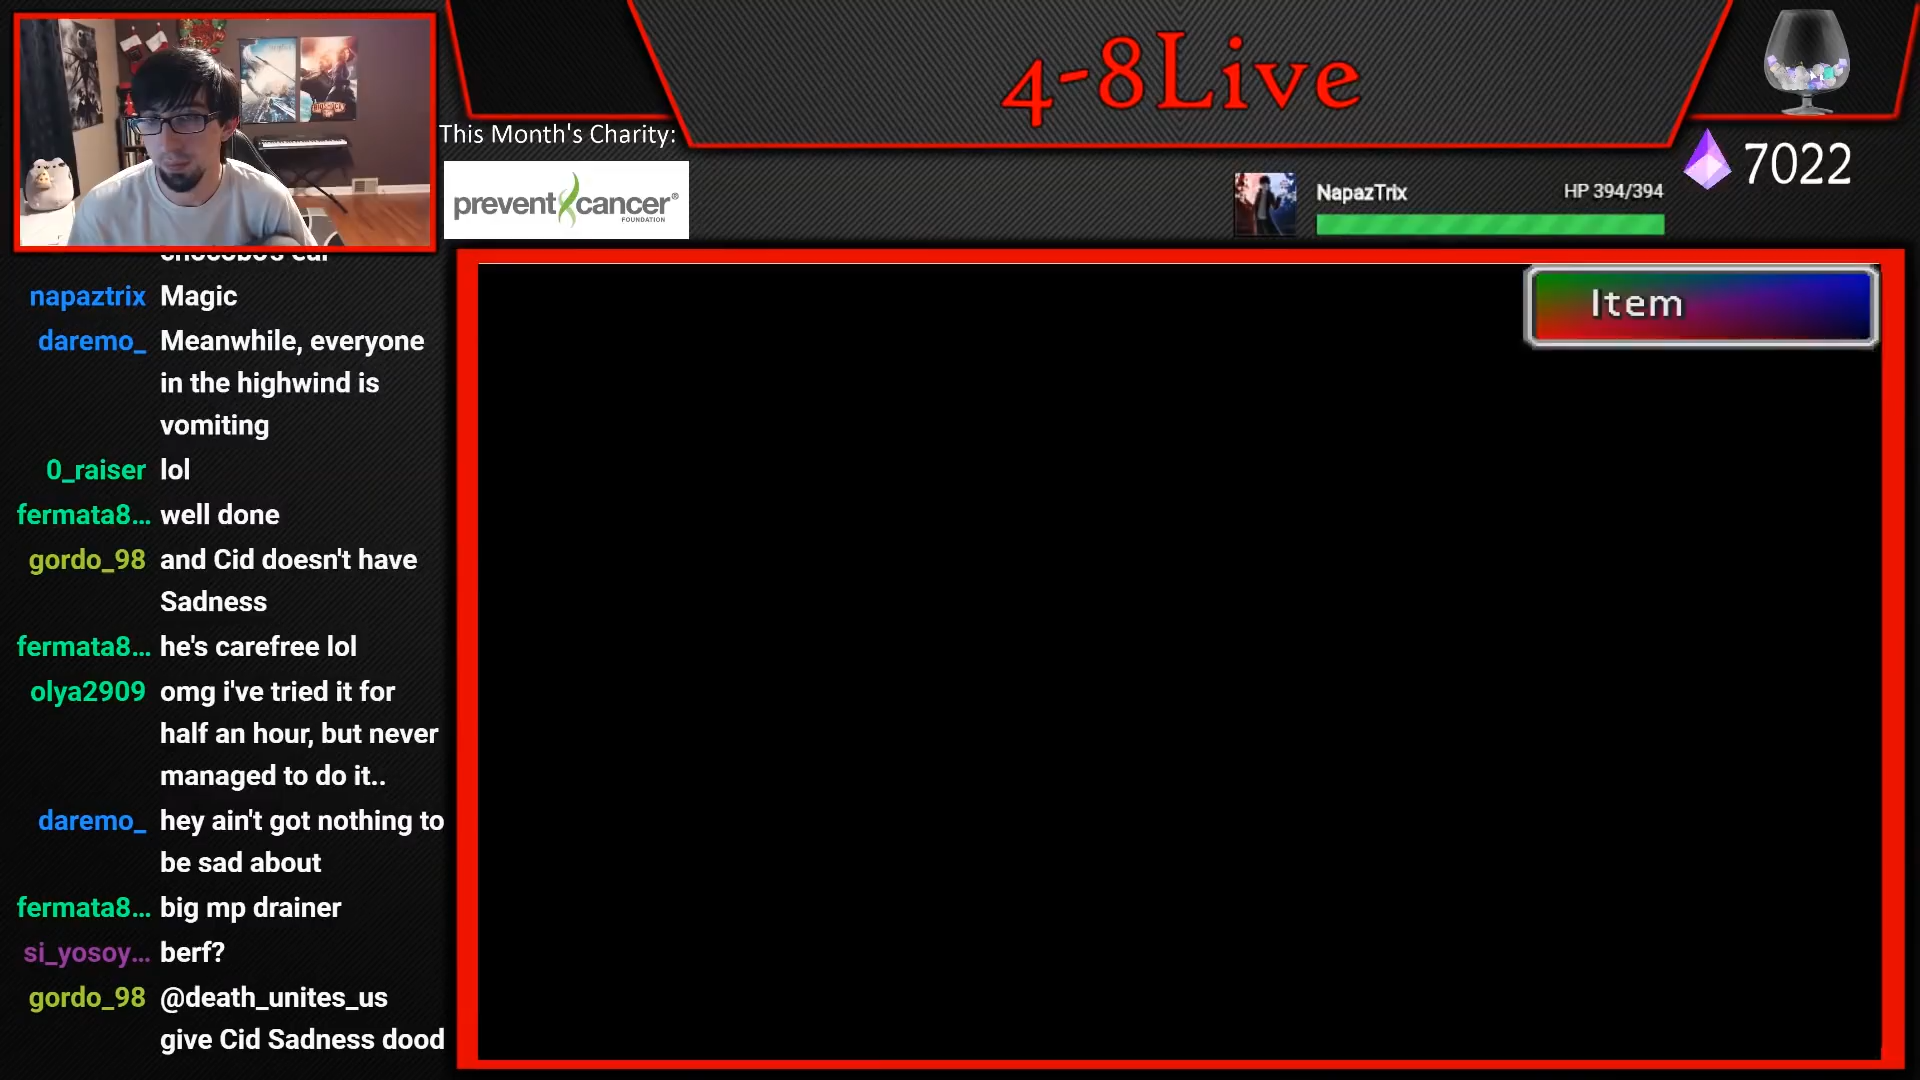 4-8Live
This Month's Charity:
prevent cancer®
FOUNDATION
NapazTrix HP 394/394
7022
Item
napaztrix Magic
daremo_ Meanwhile, everyone
in the highwind is
vomiting
0_raiser lol
fermata8... well done
gordo_98 and Cid doesn't have
Sadness
fermata8... he's carefree lol
olya2909 omg i've tried it for
half an hour, but never
managed to do it..
daremo_ hey ain't got nothing to
be sad about
fermata8... big mp drainer
si_yosoy... berf?
gordo_98 @death_unites_us
give Cid Sadness dood